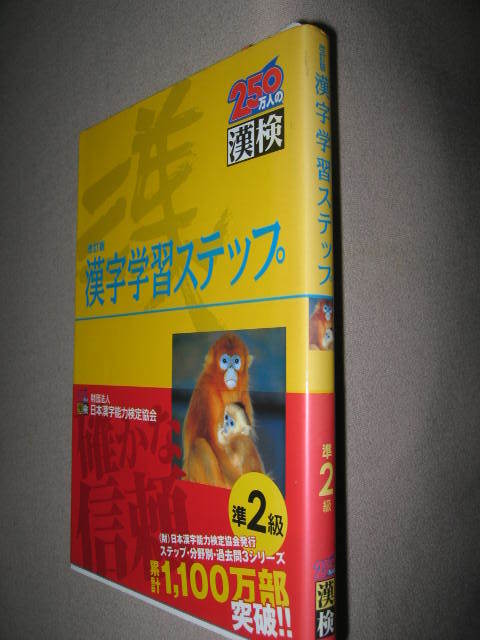 250
万人の
漢検
改訂版
漢字学習ステップ
財団法人
日本漢字能力検定協会
確かな
信頼
準2級
(財)日本漢字能力検定協会発行
ステップ・分野別・過去問3シリーズ
累計1,100万部
突破!!
改訂版 漢字学習ステップ
準2級
漢検